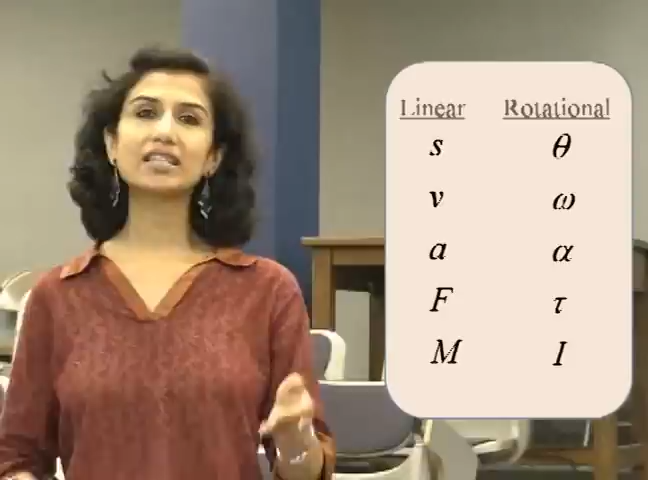 Linear Rotational
s θ
v ω
a α
F τ
M I